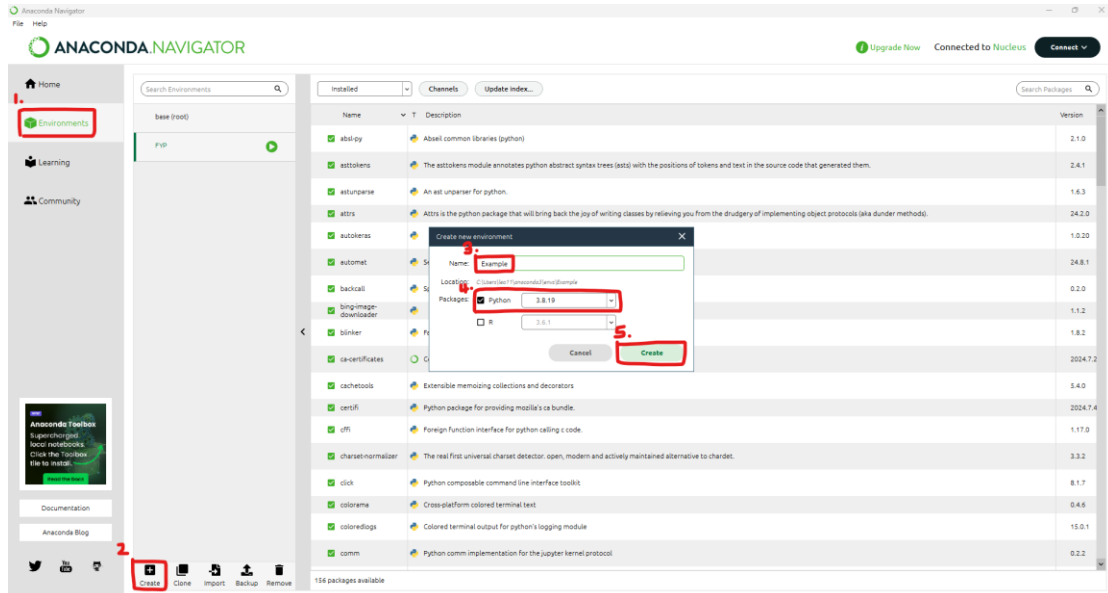 Anaconda Navigator
File Help
ANACONDA.NAVIGATOR
Upgrade Now Connected to Nucleus Connect
1.
Home
Environments
Learning
Community
Search Environments
base (root)
FYP
Installed Channels Update index... Search Packages
Name T Description Version
absl-py Abseil common libraries (python) 2.1.0
asttokens The asttokens module annotates python abstract syntax trees (asts) with the positions of tokens and text in the source code that generated them. 2.4.1
astunparse An ast unparser for python. 1.6.3
attrs Attrs is the python package that will bring back the joy of writing classes by relieving you from the drudgery of implementing object protocols (aka dunder methods). 24.2.0
autokeras 1.0.20
automat 24.8.1
backcall 0.2.0
bing-image-downloader 1.1.2
blinker 1.8.2
ca-certificates 2024.7.2
cachetools Extensible memoizing collections and decorators 5.4.0
certifi Python package for providing mozilla's ca bundle. 2024.7.4
cffi Foreign function interface for python calling c code. 1.17.0
charset-normalizer The real first universal charset detector. open, modern and actively maintained alternative to chardet. 3.3.2
click Python composable command line interface toolkit 8.1.7
colorama Cross-platform colored terminal text 0.4.6
coloredlogs Colored terminal output for python's logging module 15.0.1
comm Python comm implementation for the jupyter kernel protocol 0.2.2
156 packages available
Create new environment
3.
Name: Example
Location:
4.
Packages: Python 3.8.19
R 3.6.1
5.
Cancel Create
NEW
Anaconda Toolbox
Supercharged
local notebooks.
Click the Toolbox
tile to install.
Read the Docs
Documentation
Anaconda Blog
2.
Create Clone Import Backup Remove